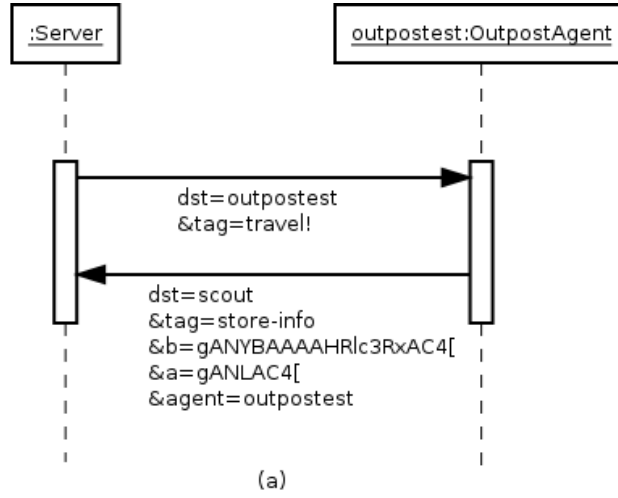 :Server
outpostest:OutpostAgent
dst=outpostest
&tag=travel!
dst=scout
&tag=store-info
&b=gANYBAAAAHRlc3RxAC4[
&a=gANLAC4[
&agent=outpostest
(a)